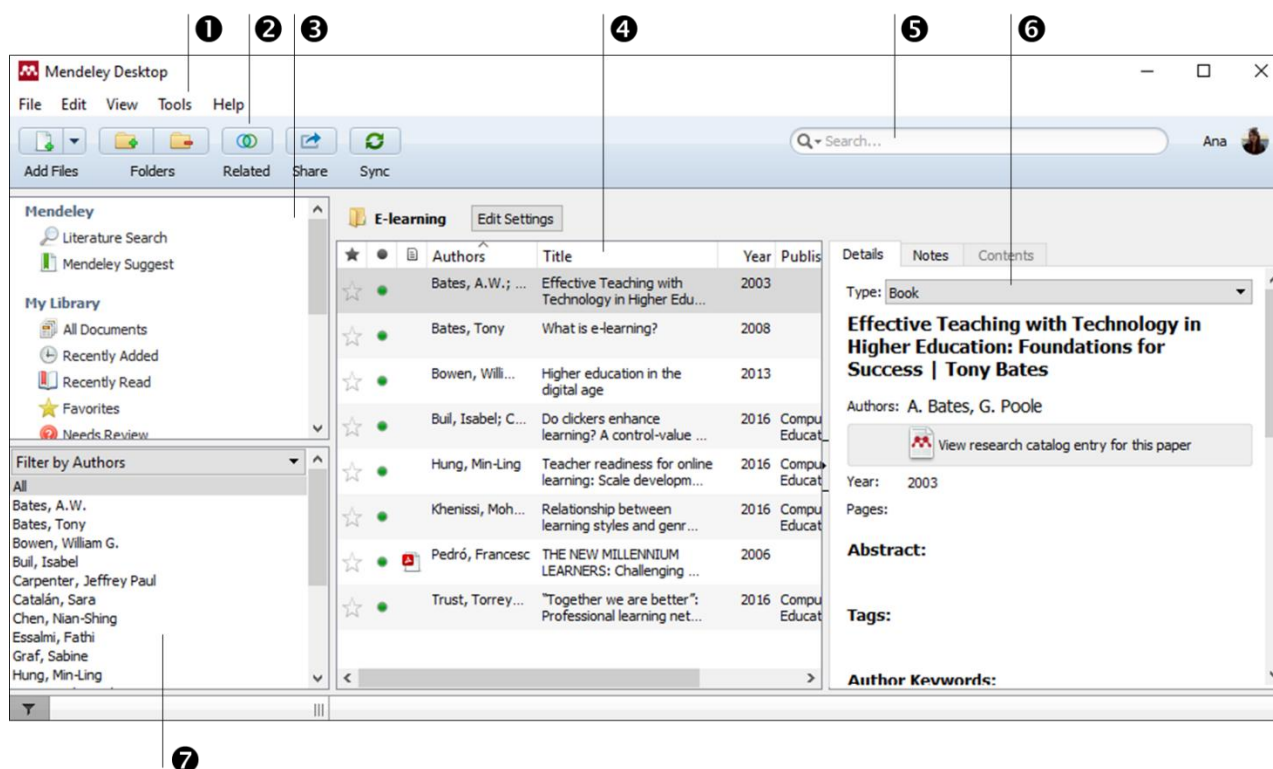 ❶ ❷ ❸ ❹ ❺ ❻
Mendeley Desktop
File Edit View Tools Help
Search...
Ana
Add Files Folders Related Share Sync
Mendeley
Literature Search
Mendeley Suggest
My Library
All Documents
Recently Added
Recently Read
Favorites
Needs Review
Filter by Authors
All
Bates, A.W.
Bates, Tony
Bowen, William G.
Buil, Isabel
Carpenter, Jeffrey Paul
Catalán, Sara
Chen, Nian-Shing
Essalmi, Fathi
Graf, Sabine
Hung, Min-Ling
E-learning Edit Settings
Authors Title Year Publis
Bates, A.W.; ... Effective Teaching with 2003
Technology in Higher Edu...
Bates, Tony What is e-learning? 2008
Bowen, Willi... Higher education in the 2013
digital age
Buil, Isabel; C... Do clickers enhance 2016 Compu
learning? A control-value ... Educat
Hung, Min-Ling Teacher readiness for online 2016 Compu
learning: Scale developm... Educat
Khenissi, Moh... Relationship between 2016 Compu
learning styles and genr... Educat
Pedró, Francesc THE NEW MILLENNIUM 2006
LEARNERS: Challenging ...
Trust, Torrey... "Together we are better": 2016 Compu
Professional learning net... Educat
Details Notes Contents
Type: Book
Effective Teaching with Technology in
Higher Education: Foundations for
Success | Tony Bates
Authors: A. Bates, G. Poole
View research catalog entry for this paper
Year: 2003
Pages:
Abstract:
Tags:
Author Keywords:
❼